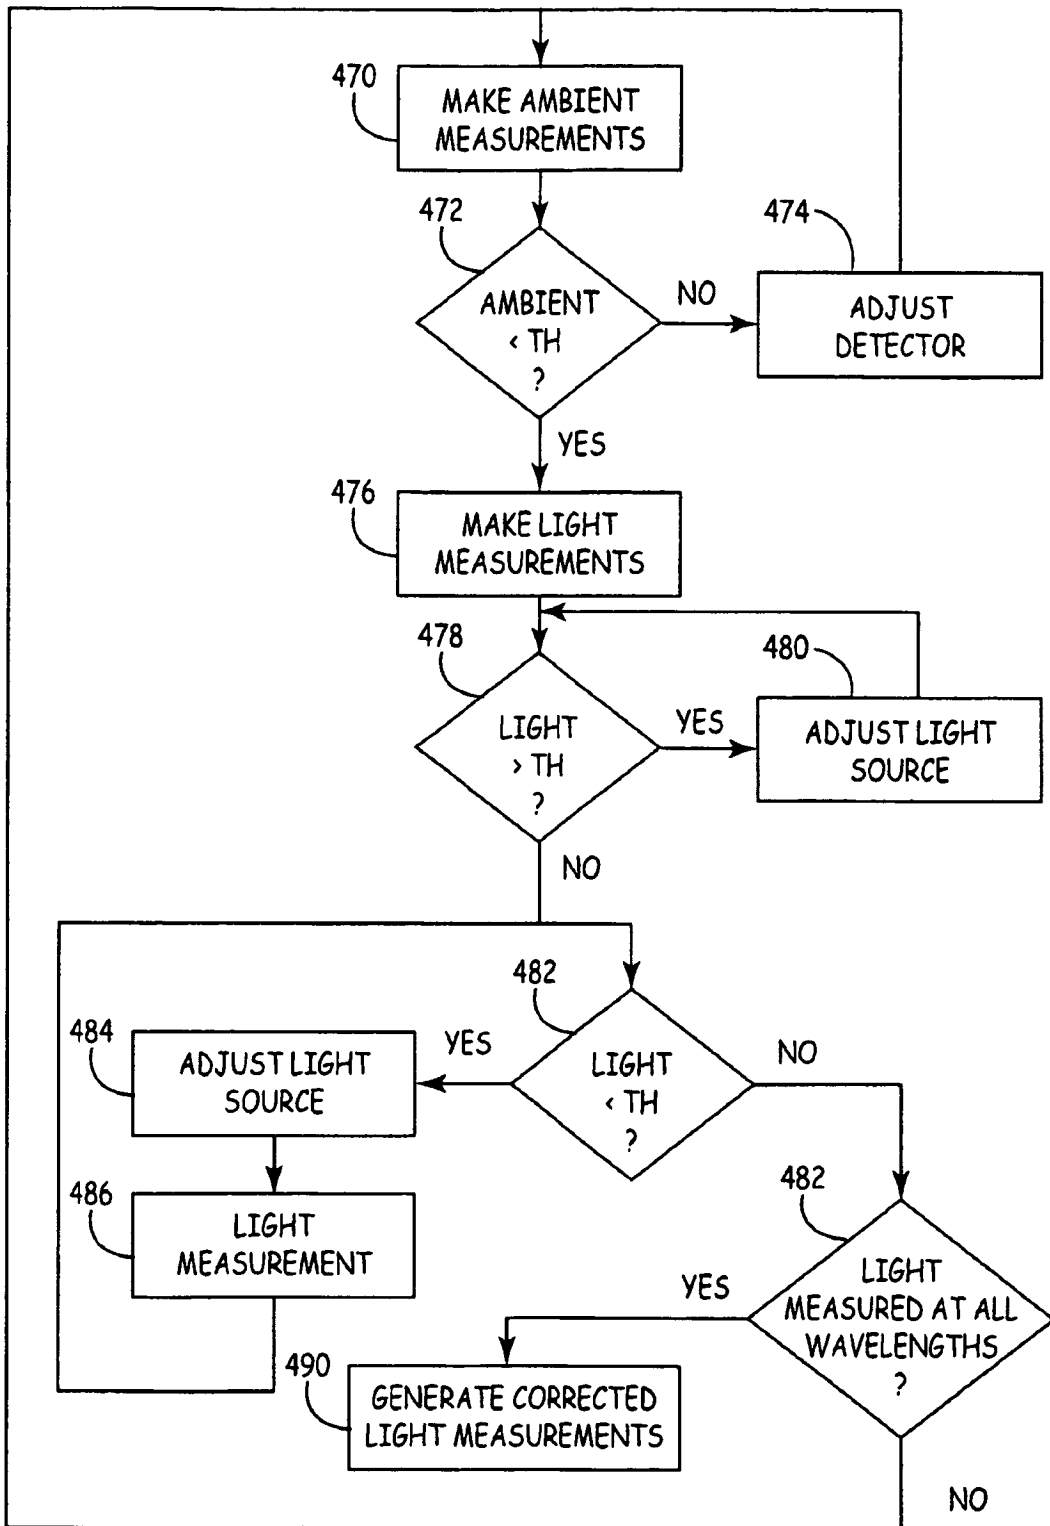 470
MAKE AMBIENT
MEASUREMENTS
472
474
AMBIENT
< TH
?
NO
ADJUST
DETECTOR
YES
476
MAKE LIGHT
MEASUREMENTS
478
480
LIGHT
> TH
?
YES
ADJUST LIGHT
SOURCE
NO
482
484
YES
NO
ADJUST LIGHT
SOURCE
LIGHT
< TH
?
486
LIGHT
MEASUREMENT
482
YES
LIGHT
MEASURED AT ALL
WAVELENGTHS
?
490
GENERATE CORRECTED
LIGHT MEASUREMENTS
NO